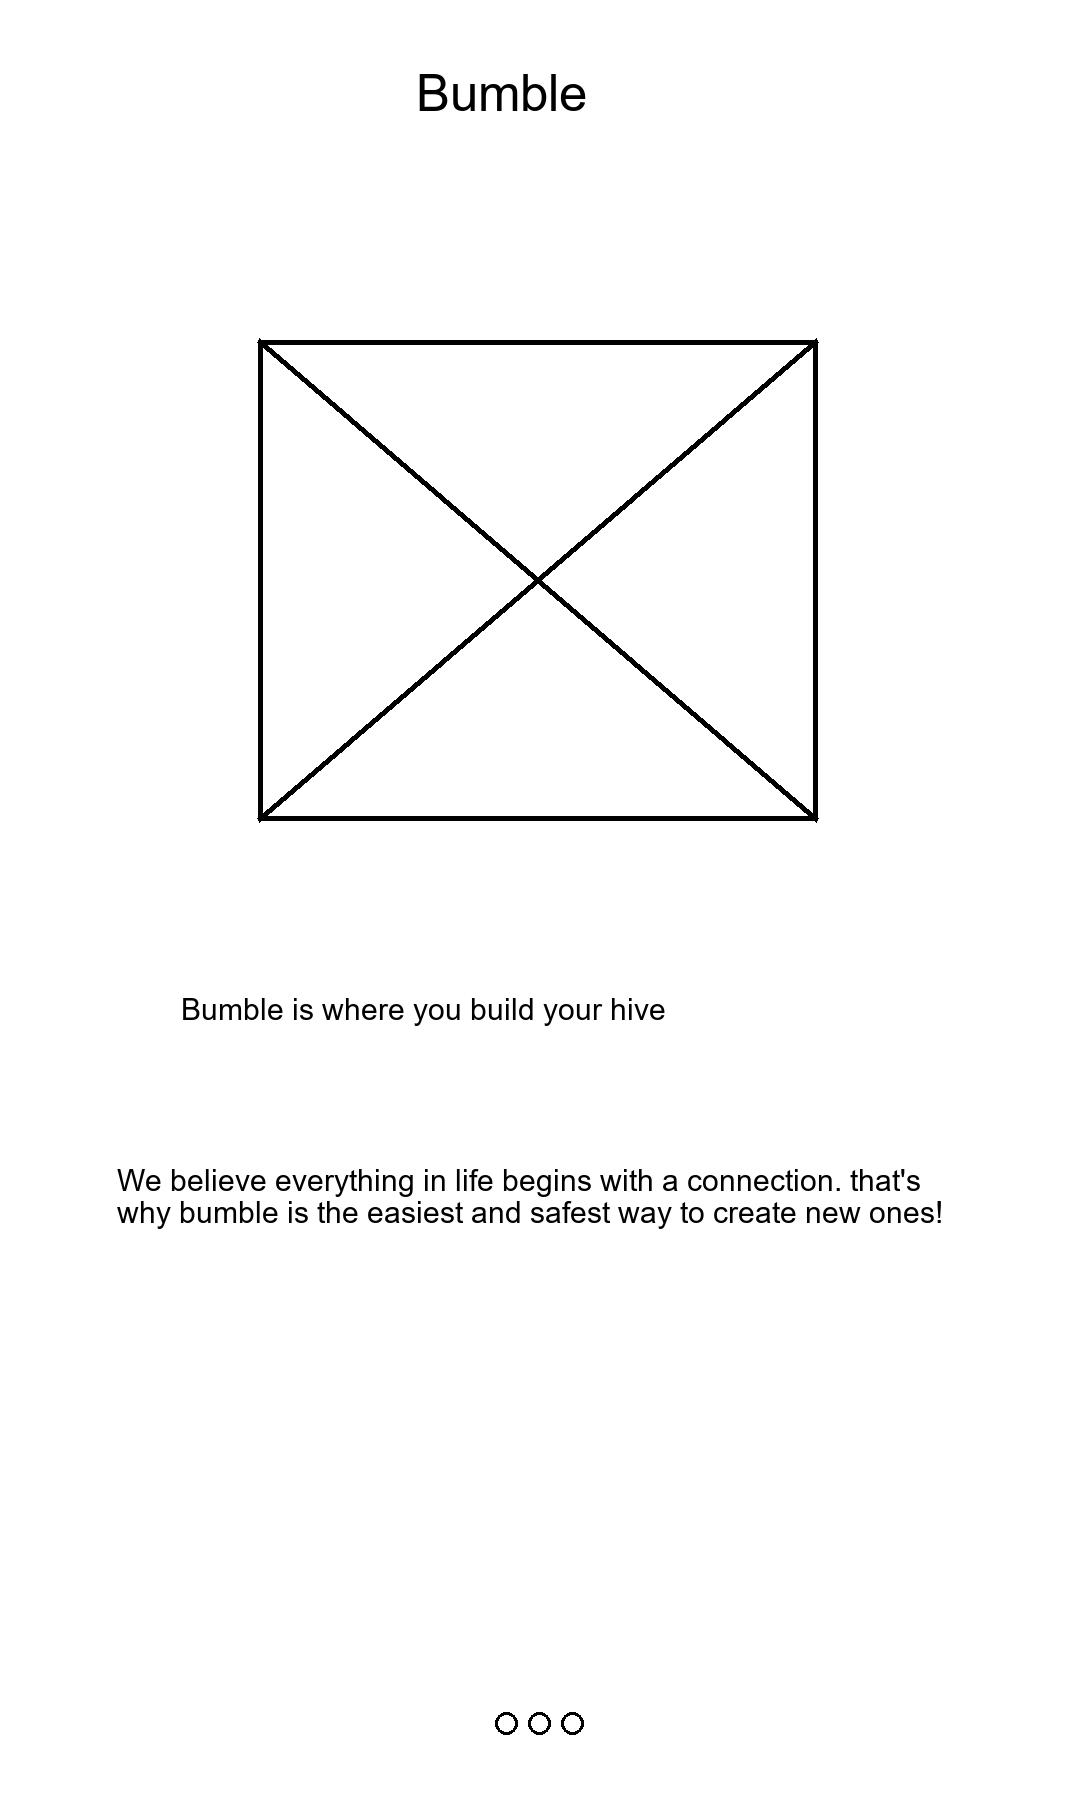 Bumble
Bumble is where you build your hive
We believe everything in life begins with a connection. that's
why bumble is the easiest and safest way to create new ones!